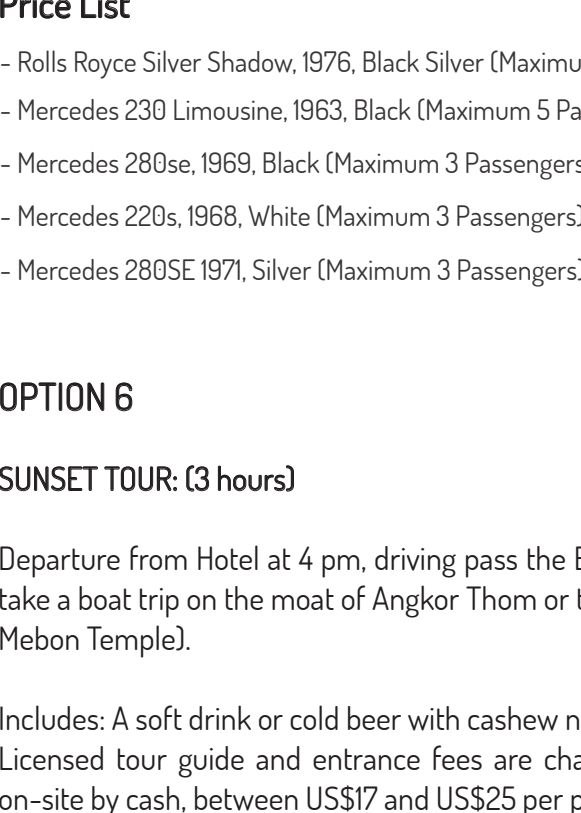 Price List
- Rolls Royce Silver Shadow, 1976, Black Silver
- Mercedes 230 Limousine, 1963, Black (Maximum 5
- Mercedes 280se, 1969, Black (Maximum 3 Passengers
- Mercedes 220s, 1968, White (Maximum 3 Passengers)
- Mercedes 280SE 1971, Silver (Maximum 3 Passengers)
OPTION 6
SUNSET TOUR: (3 hours)
Departure from Hotel at 4 pm, driving pass the
take a boat trip on the moat of Angkor Thom or
Mebon Temple).
Includes: A soft drink or cold beer with cashew
Licensed tour guide and entrance fees are
on-site by cash, between US$17 and US$25 per